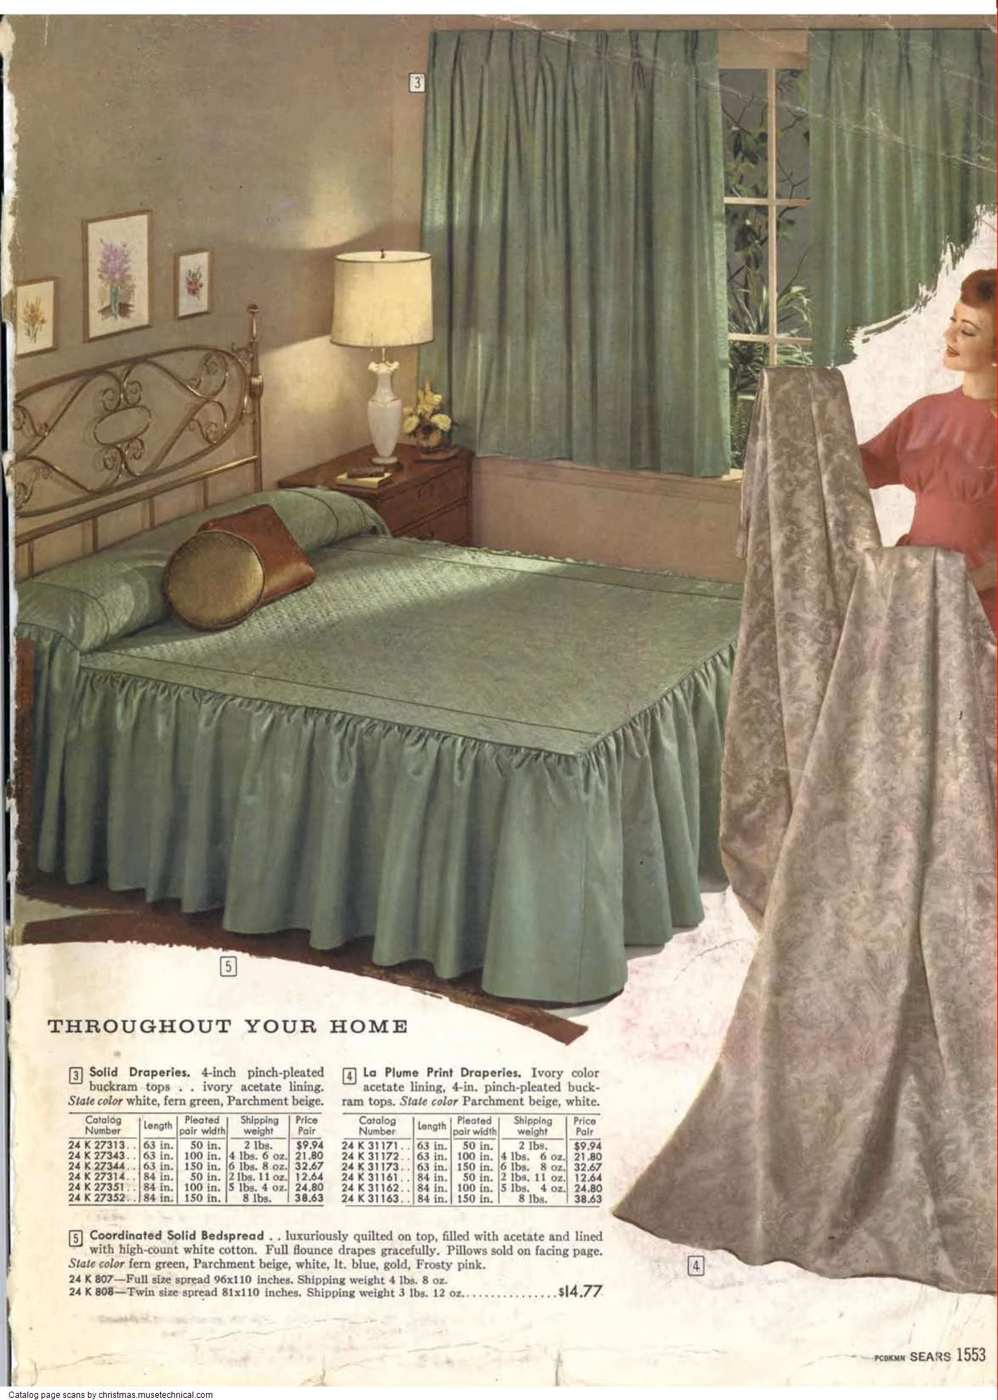 3
5
THROUGHOUT YOUR HOME
3 Solid Draperies. 4-inch pinch-pleated
buckram tops . . ivory acetate lining.
State color white, fern green, Parchment beige.
Catalog Number | Length | Pleated pair width | Shipping weight | Price Pair
24 K 27313 . . 63 in. 50 in. 2 lbs. $9.94
24 K 27343 . . 63 in. 100 in. 4 lbs. 6 oz. 21.80
24 K 27344 . . 63 in. 150 in. 6 lbs. 8 oz. 32.67
24 K 27314 . . 84 in. 50 in. 2 lbs. 11 oz. 12.64
24 K 27351 . . 84 in. 100 in. 5 lbs. 4 oz. 24.80
24 K 27352 . . 84 in. 150 in. 8 lbs. 38.63
4 La Plume Print Draperies. Ivory color
acetate lining, 4-in. pinch-pleated buck-
ram tops. State color Parchment beige, white.
Catalog Number | Length | Pleated pair width | Shipping weight | Price Pair
24 K 31171 . . 63 in. 50 in. 2 lbs. $9.94
24 K 31172 . . 63 in. 100 in. 4 lbs. 6 oz. 21.80
24 K 31173 . . 63 in. 150 in. 6 lbs. 8 oz. 32.67
24 K 31161 . . 84 in. 50 in. 2 lbs. 11 oz. 12.64
24 K 31162 . . 84 in. 100 in. 5 lbs. 4 oz. 24.80
24 K 31163 . . 84 in. 150 in. 8 lbs. 38.63
5 Coordinated Solid Bedspread . . luxuriously quilted on top, filled with acetate and lined
with high-count white cotton. Full flounce drapes gracefully. Pillows sold on facing page.
State color fern green, Parchment beige, white, lt. blue, gold, Frosty pink.
24 K 807—Full size spread 96x110 inches. Shipping weight 4 lbs. 8 oz.
24 K 808—Twin size spread 81x110 inches. Shipping weight 3 lbs. 12 oz. . . . . . . . . . . . . . . . $14.77
4
PCBKMN SEARS 1553
Catalog page scans by christmas.musetechnical.com